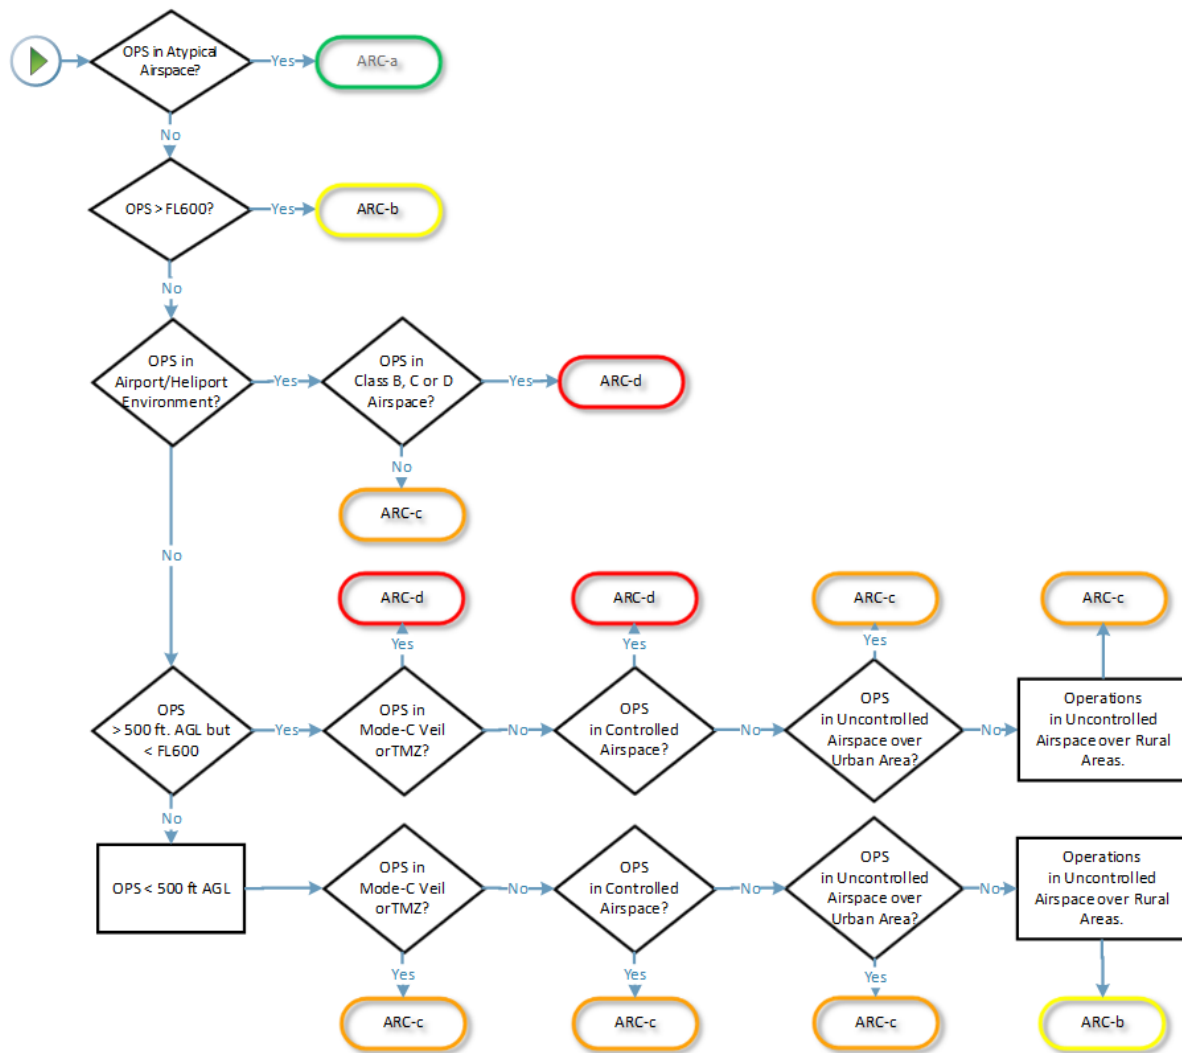 OPS in Atypical
Airspace?
Yes
ARC-a
No
OPS > FL600?
Yes
ARC-b
No
OPS in
Airport/Heliport
Environment?
Yes
OPS in
Class B, C or D
Airspace?
Yes
ARC-d
No
ARC-c
No
ARC-d
ARC-d
ARC-c
ARC-c
Yes
Yes
Yes
OPS
> 500 ft. AGL but
< FL600
Yes
OPS in
Mode-C Veil
or TMZ?
No
OPS
in Controlled
Airspace?
No
OPS
in Uncontrolled
Airspace over
Urban Area?
No
Operations
in Uncontrolled
Airspace over Rural
Areas.
No
OPS < 500 ft AGL
OPS in
Mode-C Veil
or TMZ?
No
OPS
in Controlled
Airspace?
No
OPS
in Uncontrolled
Airspace over
Urban Area?
No
Operations
in Uncontrolled
Airspace over Rural
Areas.
Yes
Yes
Yes
ARC-c
ARC-c
ARC-c
ARC-b